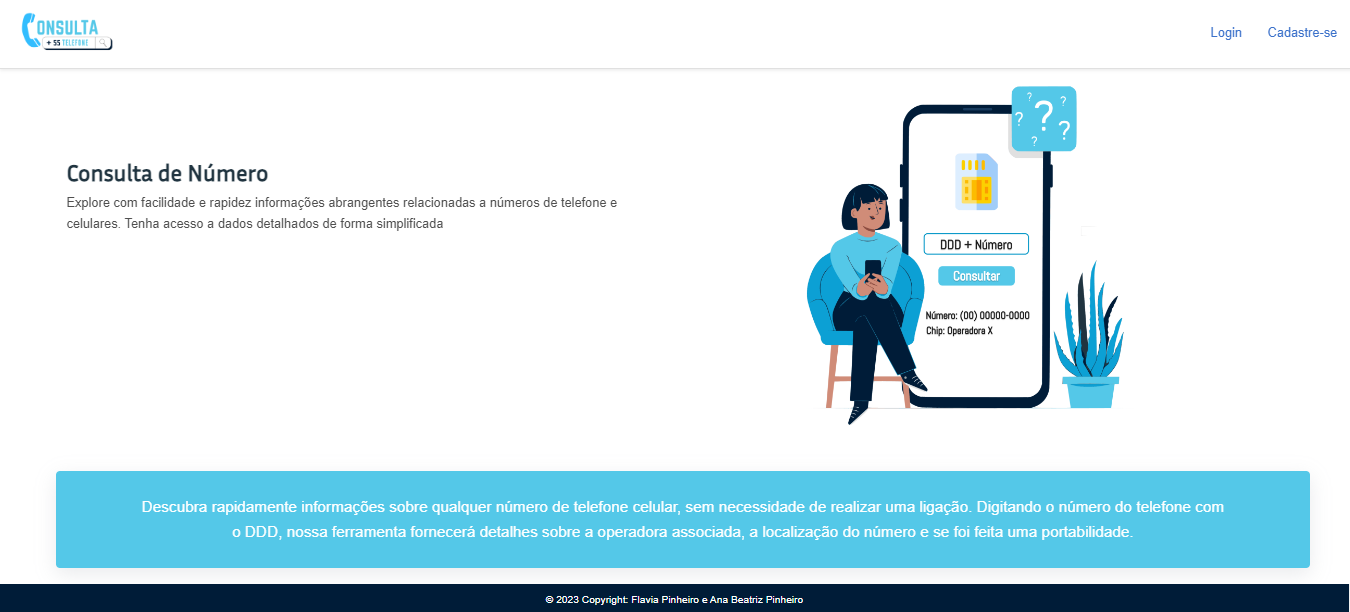 CONSULTA
+ 55 TELEFONE
Login
Cadastre-se
Consulta de Número
Explore com facilidade e rapidez informações abrangentes relacionadas a números de telefone e
celulares. Tenha acesso a dados detalhados de forma simplificada
? ? ? ? ? ?
DDD + Número
Consultar
Número: (00) 00000-0000
Chip: Operadora X
Descubra rapidamente informações sobre qualquer número de telefone celular, sem necessidade de realizar uma ligação. Digitando o número do telefone com
o DDD, nossa ferramenta fornecerá detalhes sobre a operadora associada, a localização do número e se foi feita uma portabilidade.
© 2023 Copyright: Flavia Pinheiro e Ana Beatriz Pinheiro